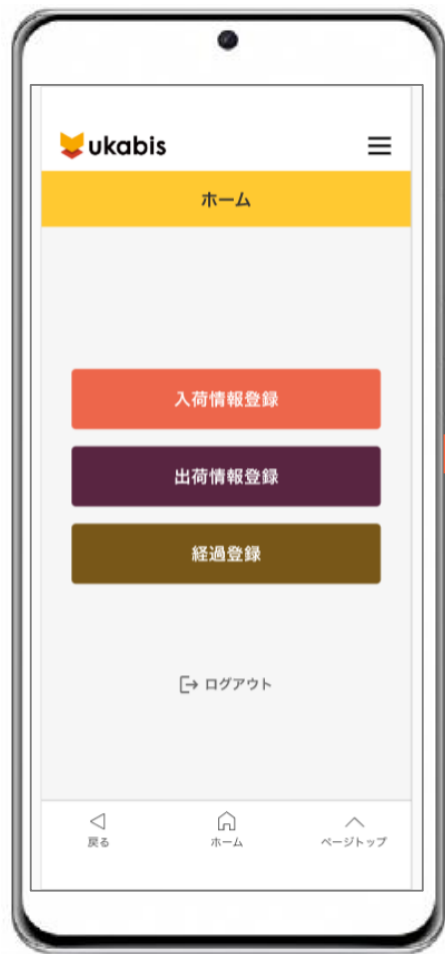 ukabis
ホーム
入荷情報登録
出荷情報登録
経過登録
ログアウト
戻る
ホーム
ページトップ